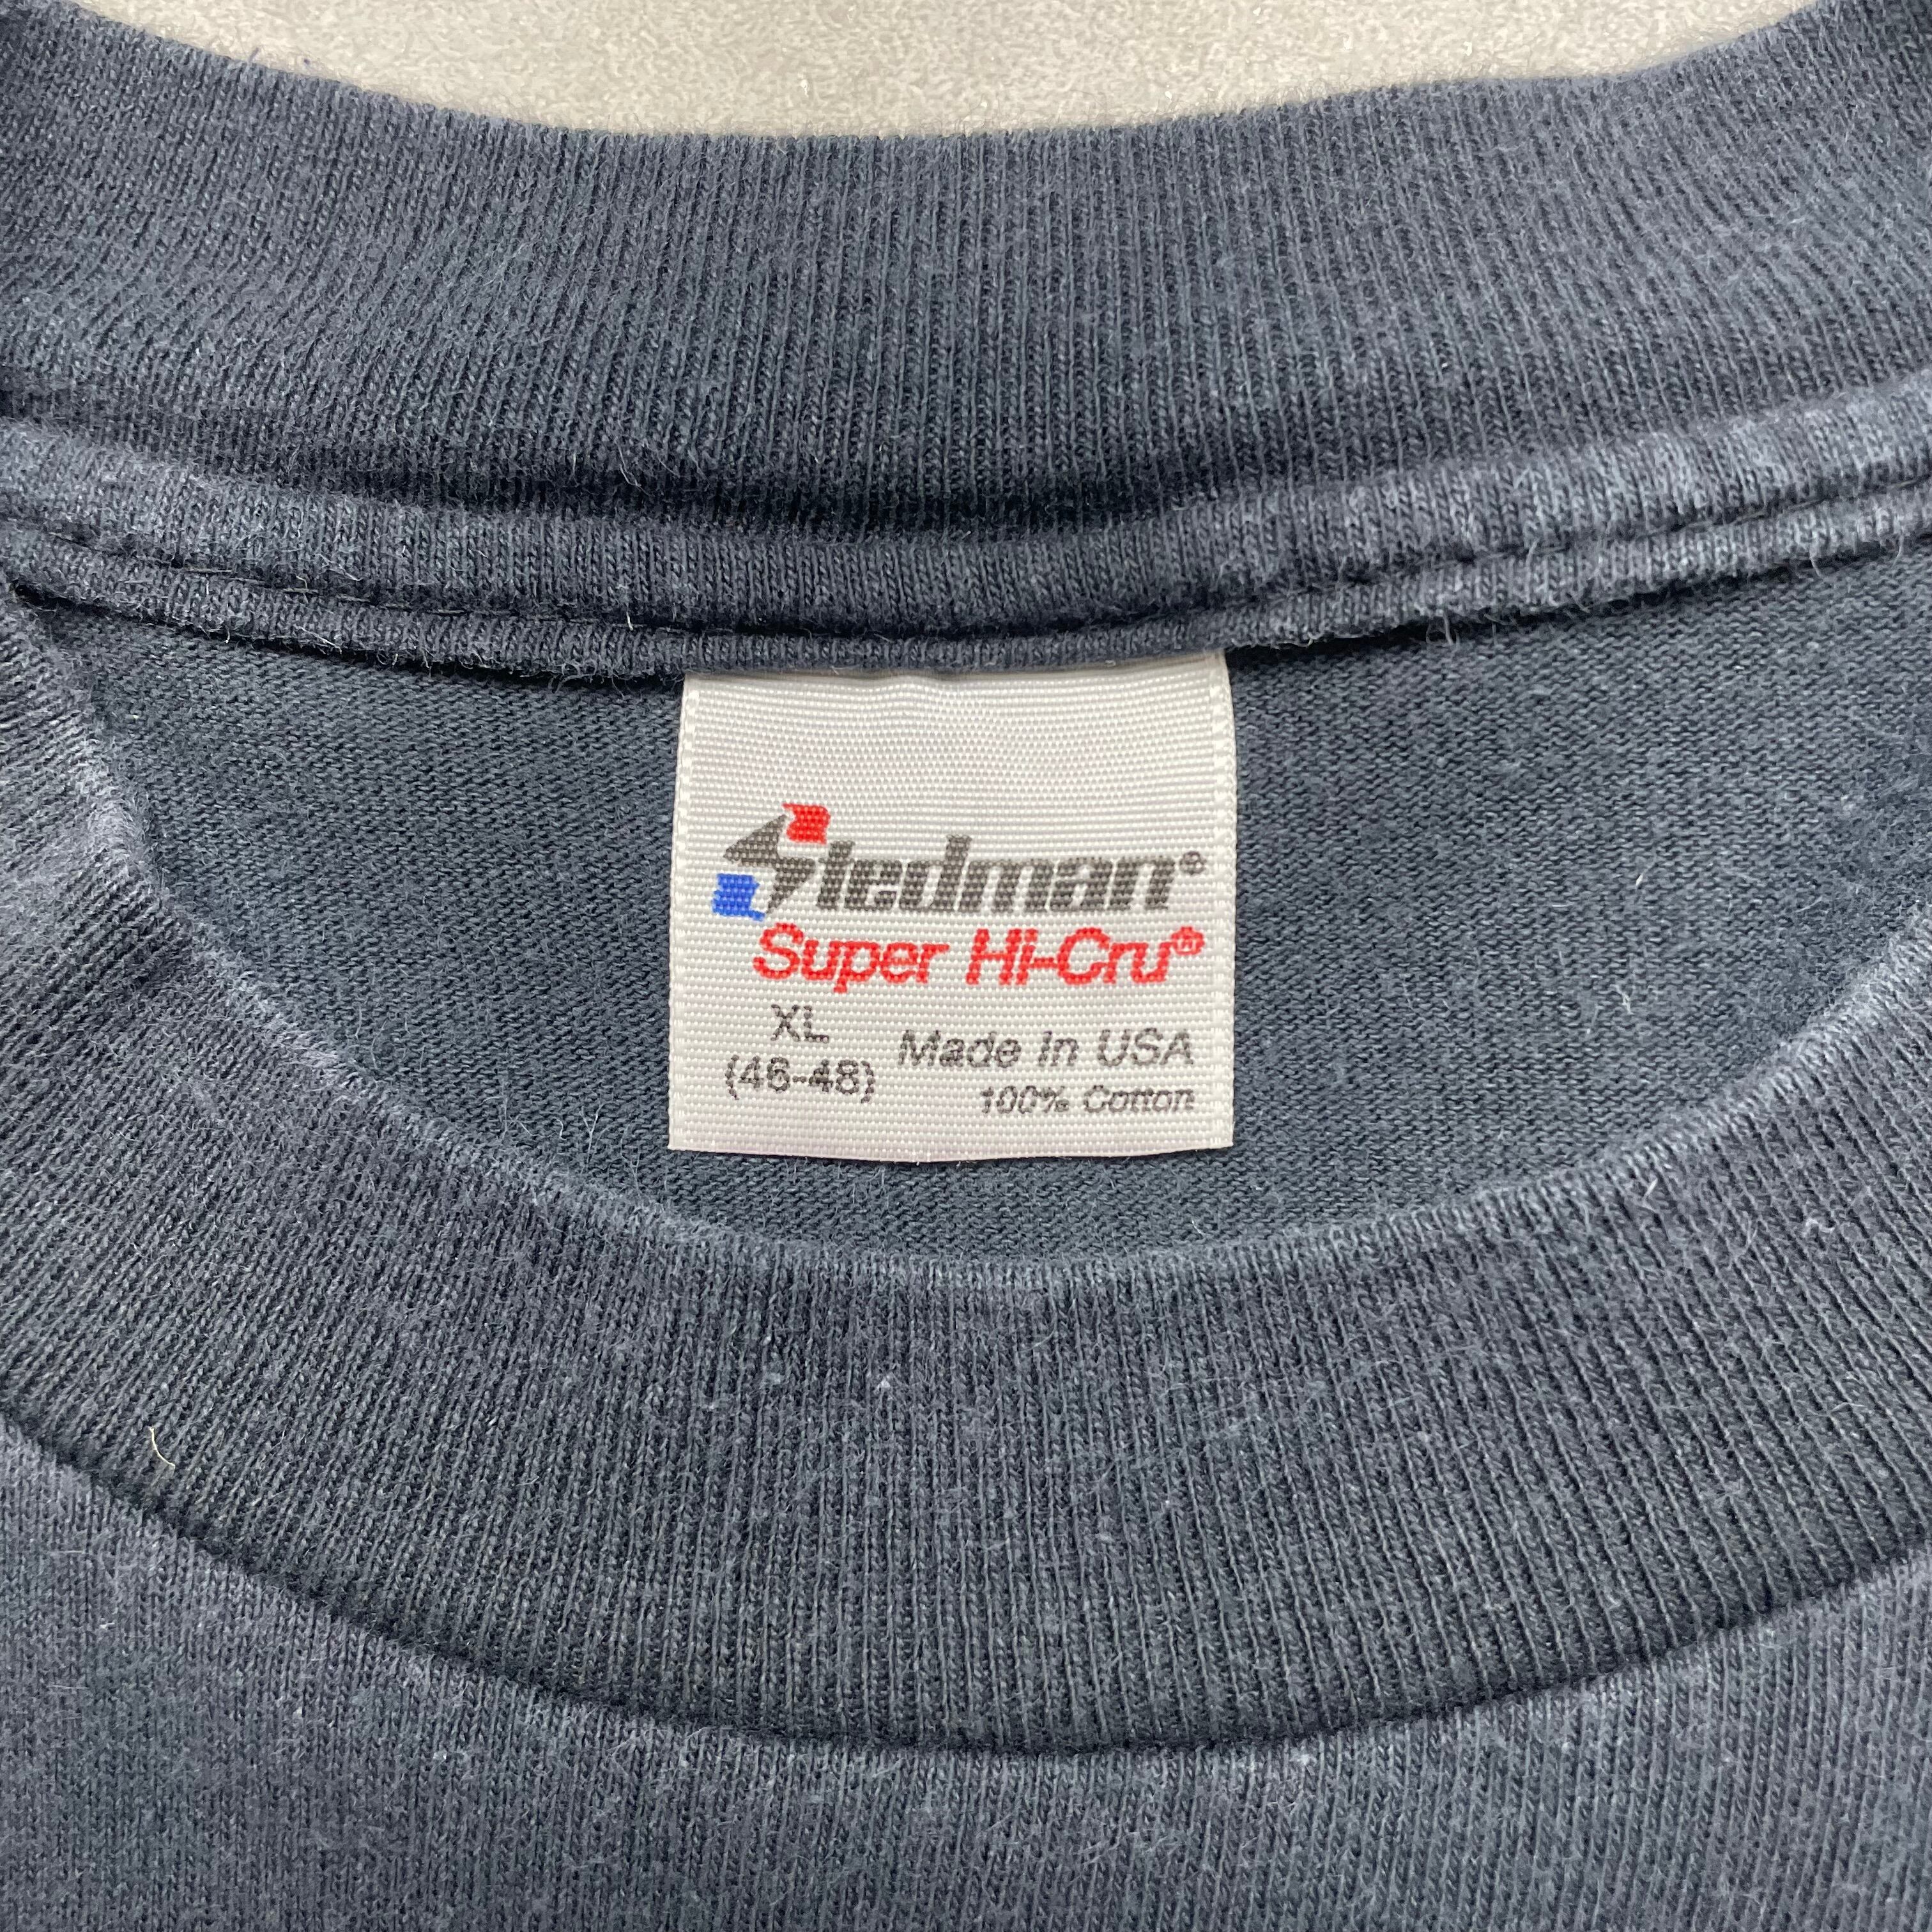 Stedman®
Super Hi-Cru®
XL
(46-48)
Made in USA
100% Cotton